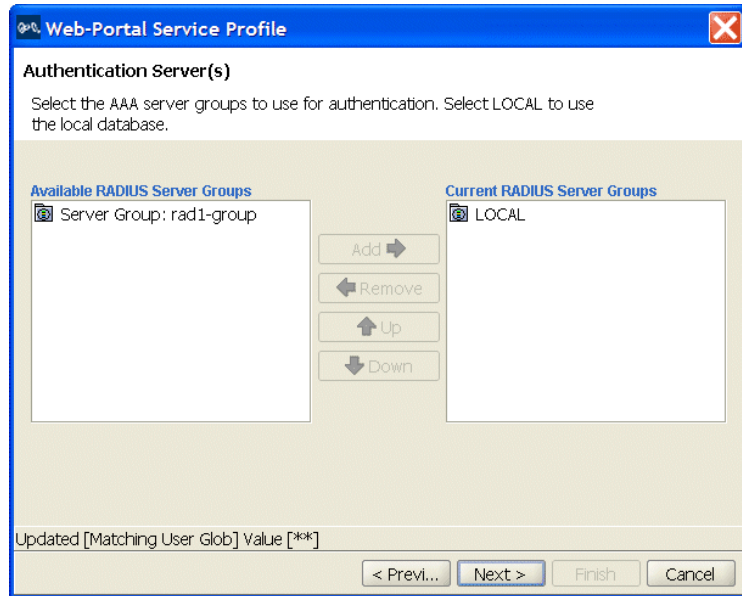 Web-Portal Service Profile
Authentication Server(s)
Select the AAA server groups to use for authentication. Select LOCAL to use
the local database.
Available RADIUS Server Groups
Server Group: rad1-group
Current RADIUS Server Groups
LOCAL
Add
Remove
Up
Down
Updated [Matching User Glob] Value [**]
< Previ...
Next >
Finish
Cancel